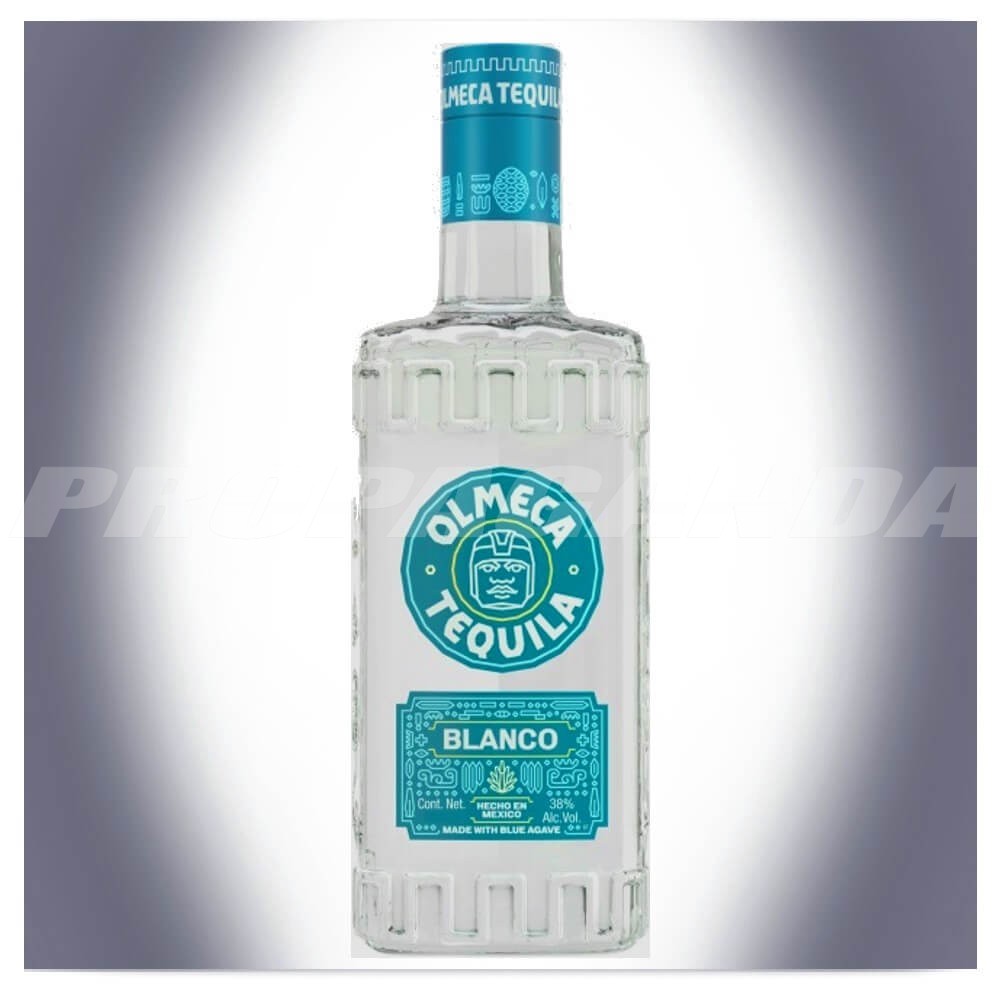 OLMECA TEQUILA
PROPAGANDA
OLMECA
TEQUILA
BLANCO
Cont. Net.
HECHO EN
MEXICO
38%
Alc.Vol.
MADE WITH BLUE AGAVE